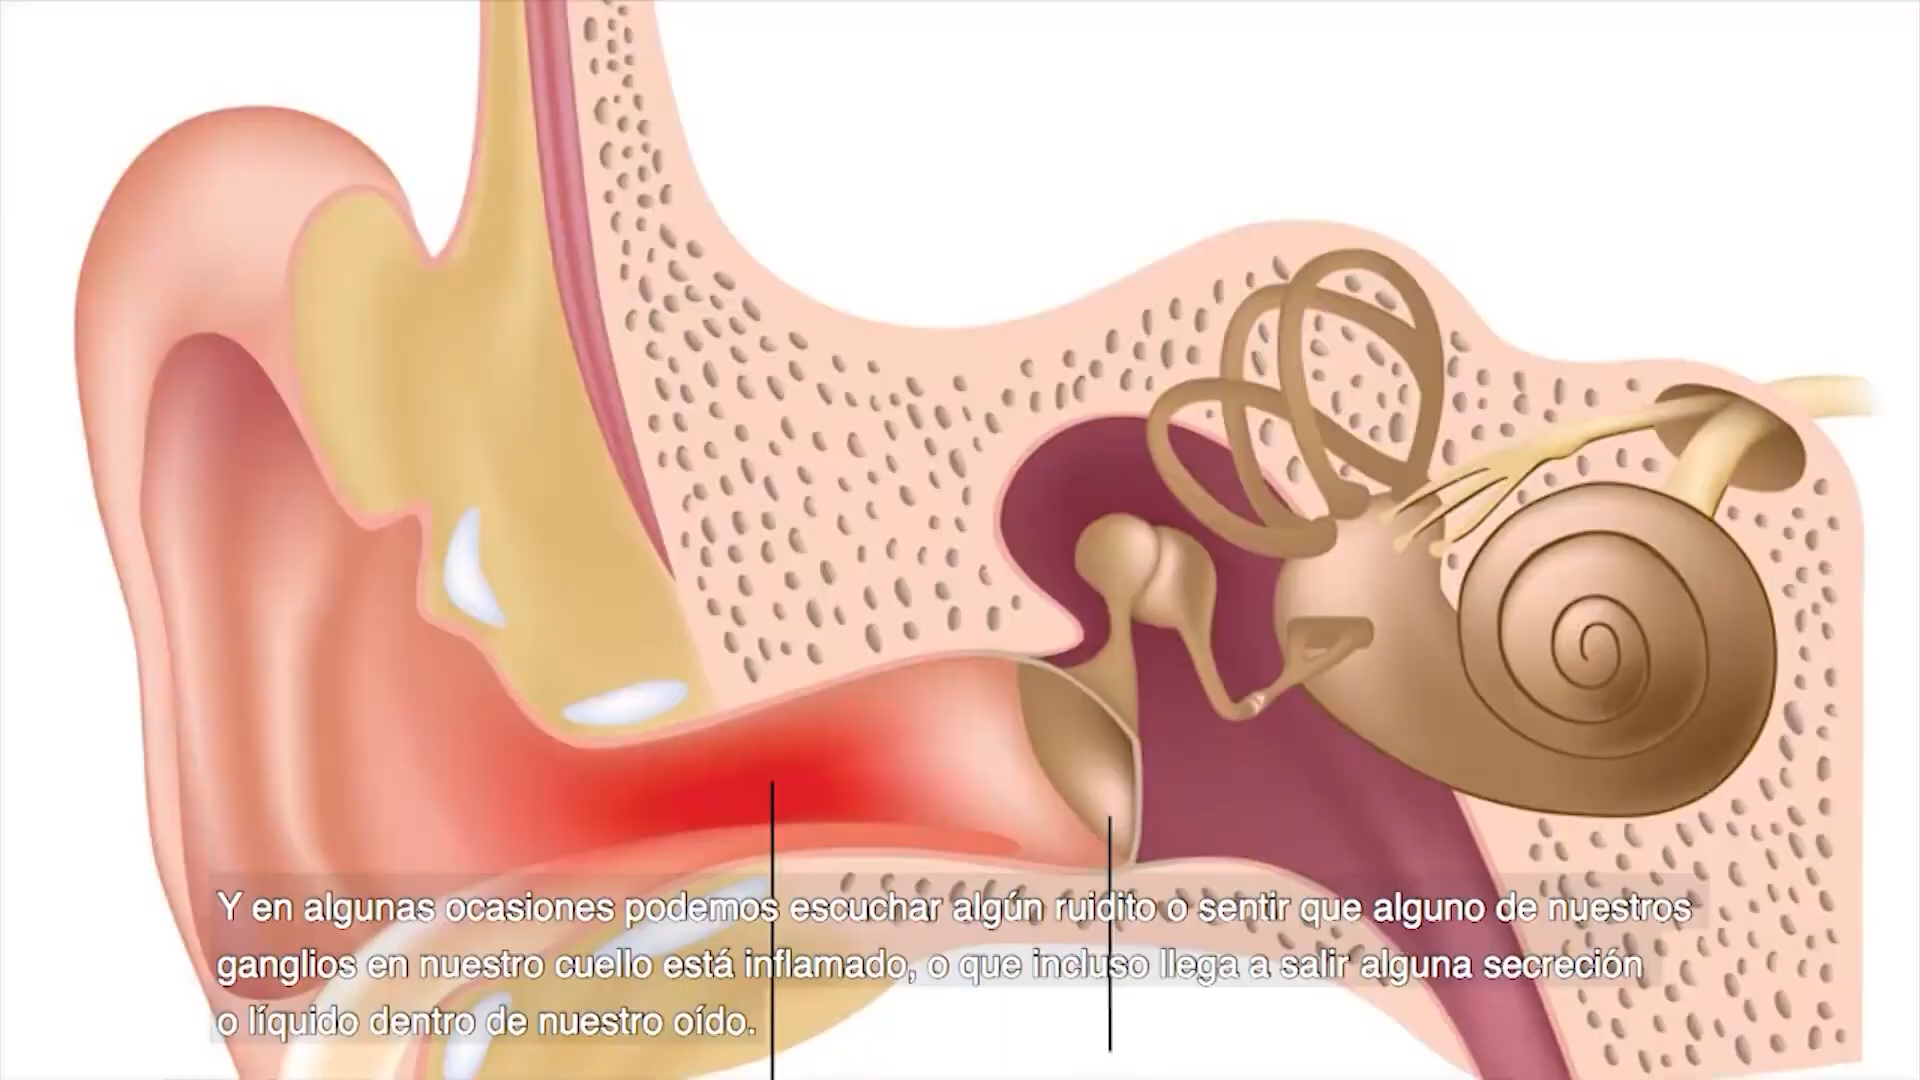 Y en algunas ocasiones podemos escuchar algún ruidito o sentir que alguno de nuestros
ganglios en nuestro cuello está inflamado, o que incluso llega a salir alguna secreción
o líquido dentro de nuestro oído.